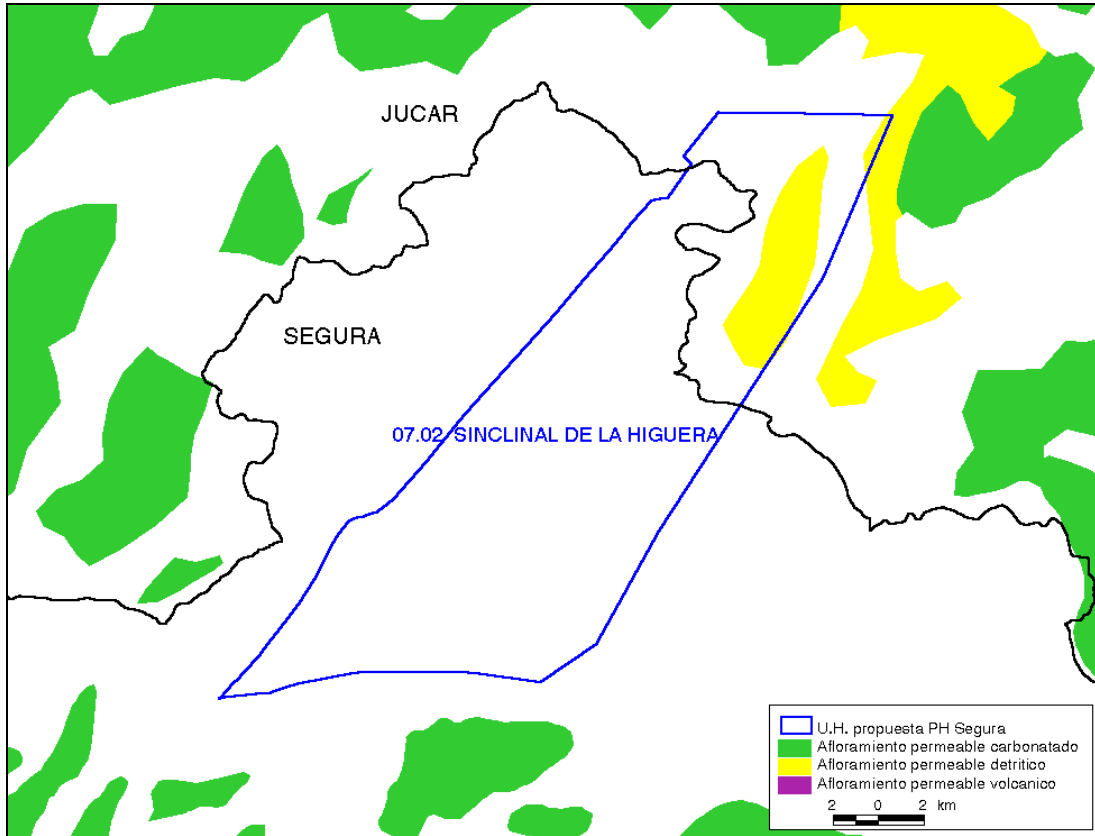 JUCAR
SEGURA
07.02 SINCLINAL DE LA HIGUERA
U.H. propuesta PH Segura
Afloramiento permeable carbonatado
Afloramiento permeable detritico
Afloramiento permeable volcanico
2 0 2 km